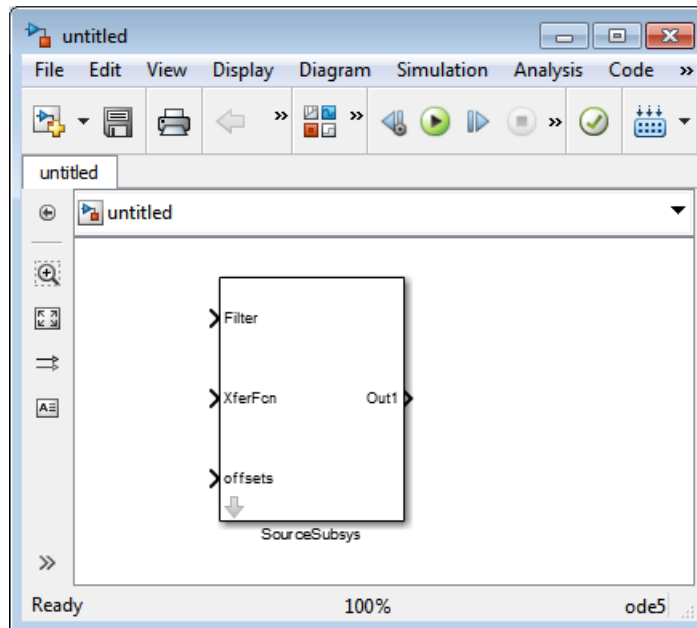 untitled
File Edit View Display Diagram Simulation Analysis Code »
» »  »
untitled
untitled
Filter
XferFcn Out1
offsets
SourceSubsys
»
Ready 100% ode5